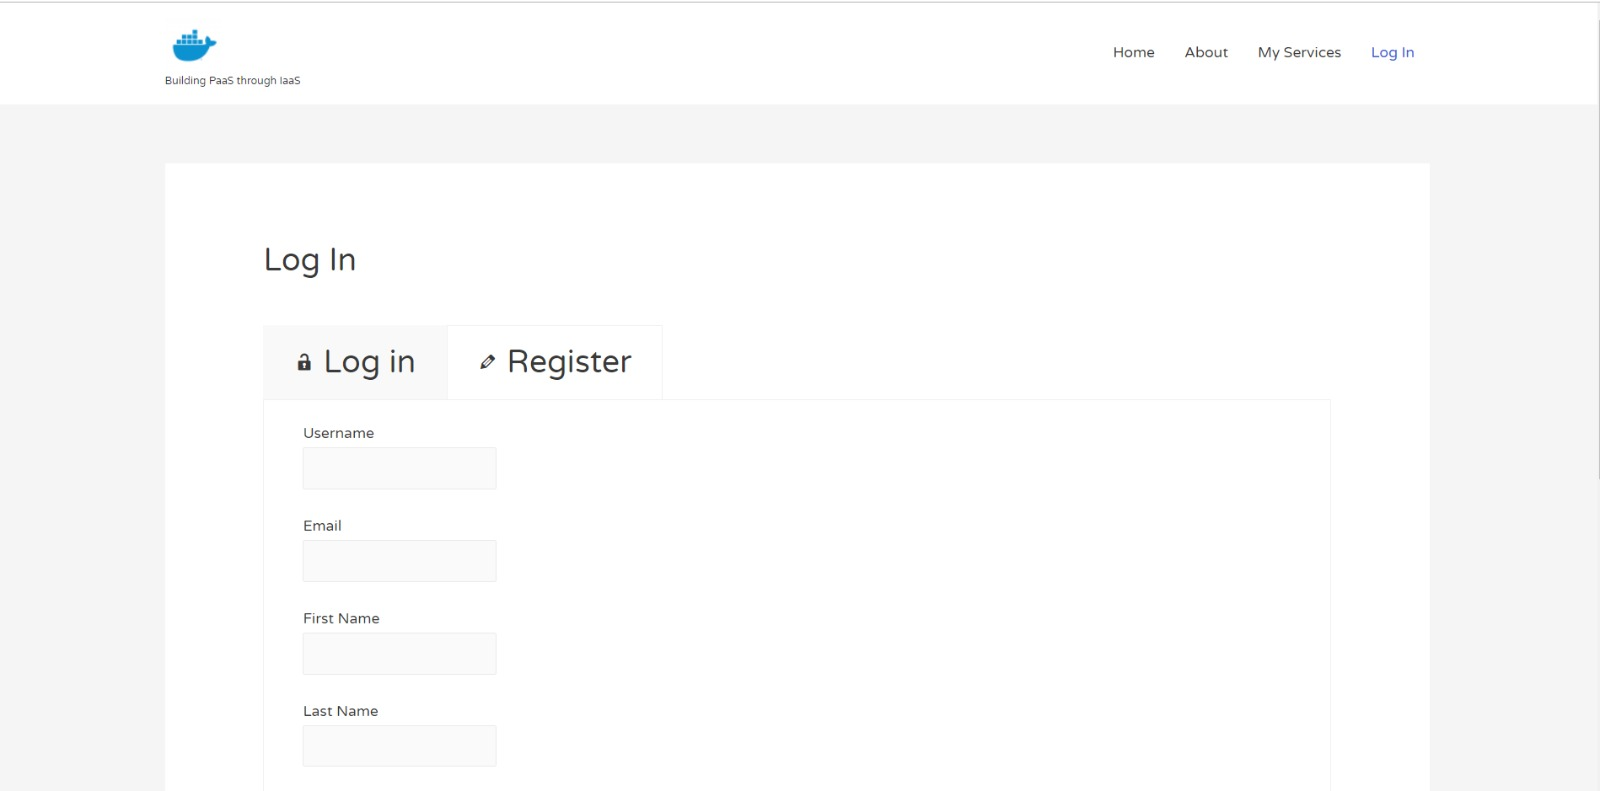 Home About My Services Log In
Building PaaS through IaaS
Log In
Log in Register
Username
Email
First Name
Last Name